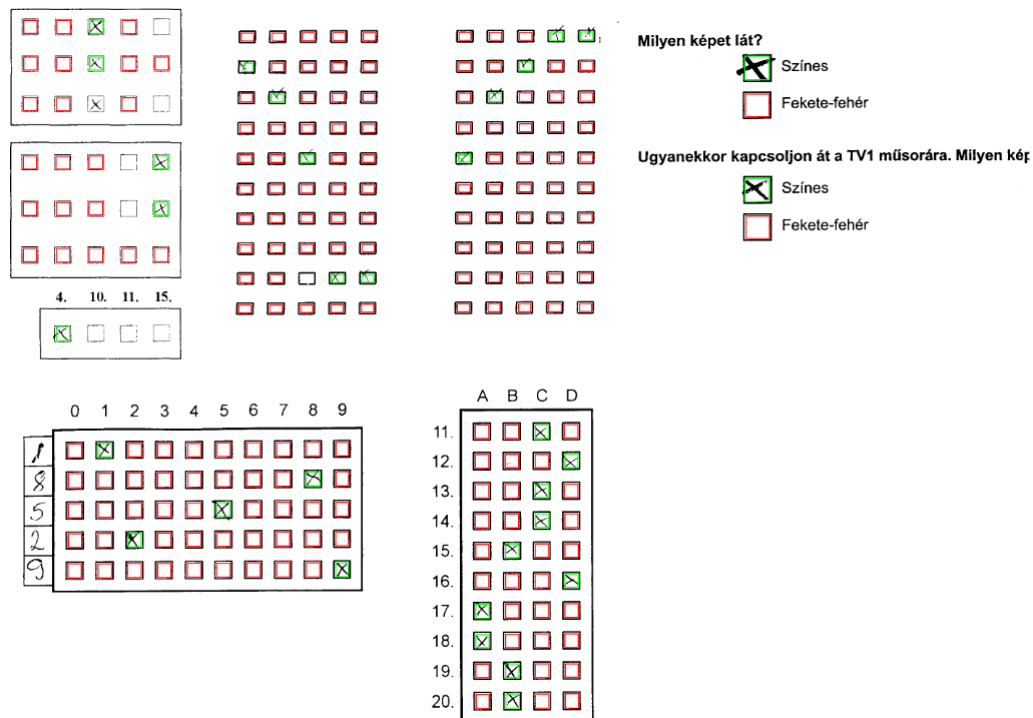 Milyen képet lát?
Színes
Fekete-fehér
Ugyanekkor kapcsoljon át a TV1 műsorára. Milyen kép
Színes
Fekete-fehér
4. 10. 11. 15.
0 1 2 3 4 5 6 7 8 9
1
8
5
2
9
A B C D
11.
12.
13.
14.
15.
16.
17.
18.
19.
20.